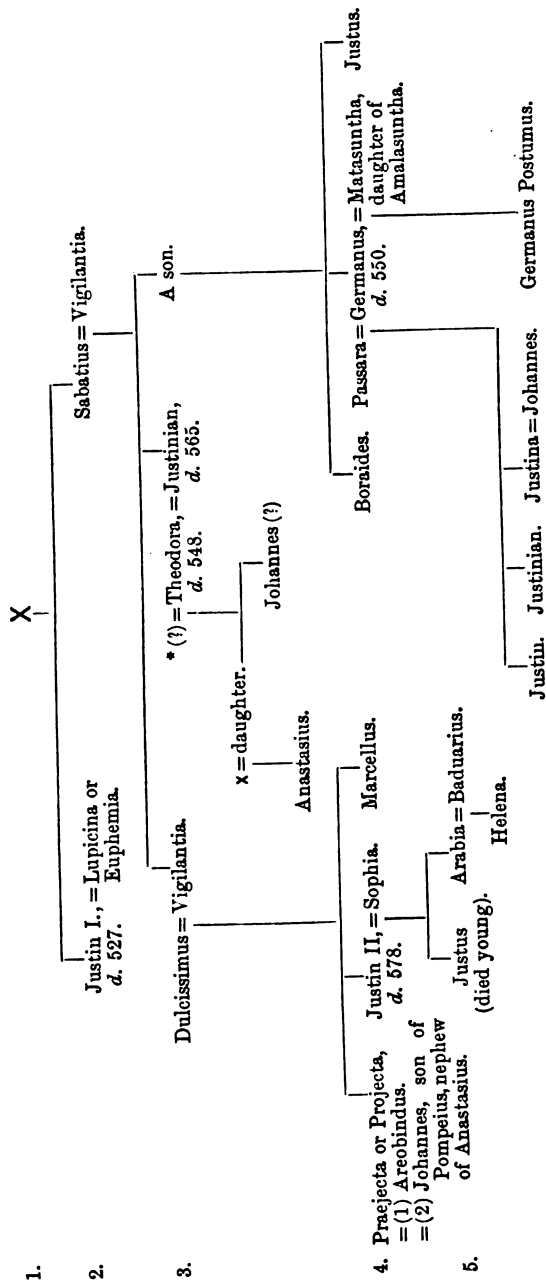 1.
X
2.
Justin I., = Lupicina or
d. 527. Euphemia.
Sabatius = Vigilantia.
3.
Dulcissimus = Vigilantia.
* (?) = Theodora, = Justinian,
d. 548. d. 565.
A son.
x = daughter.
Johannes (?)
Anastasius.
4.
Praejecta or Projecta,
= (1) Areobindus.
= (2) Johannes, son of
Pompeius, nephew
of Anastasius.
Justin II, = Sophia.
d. 578.
Marcellus.
Boraides.
Passara = Germanus, = Matasuntha,
d. 550. daughter of
Amalasuntha.
Justus.
5.
Justus
(died young).
Arabia = Baduarius.
Helena.
Justin.
Justinian.
Justina = Johannes.
Germanus Postumus.